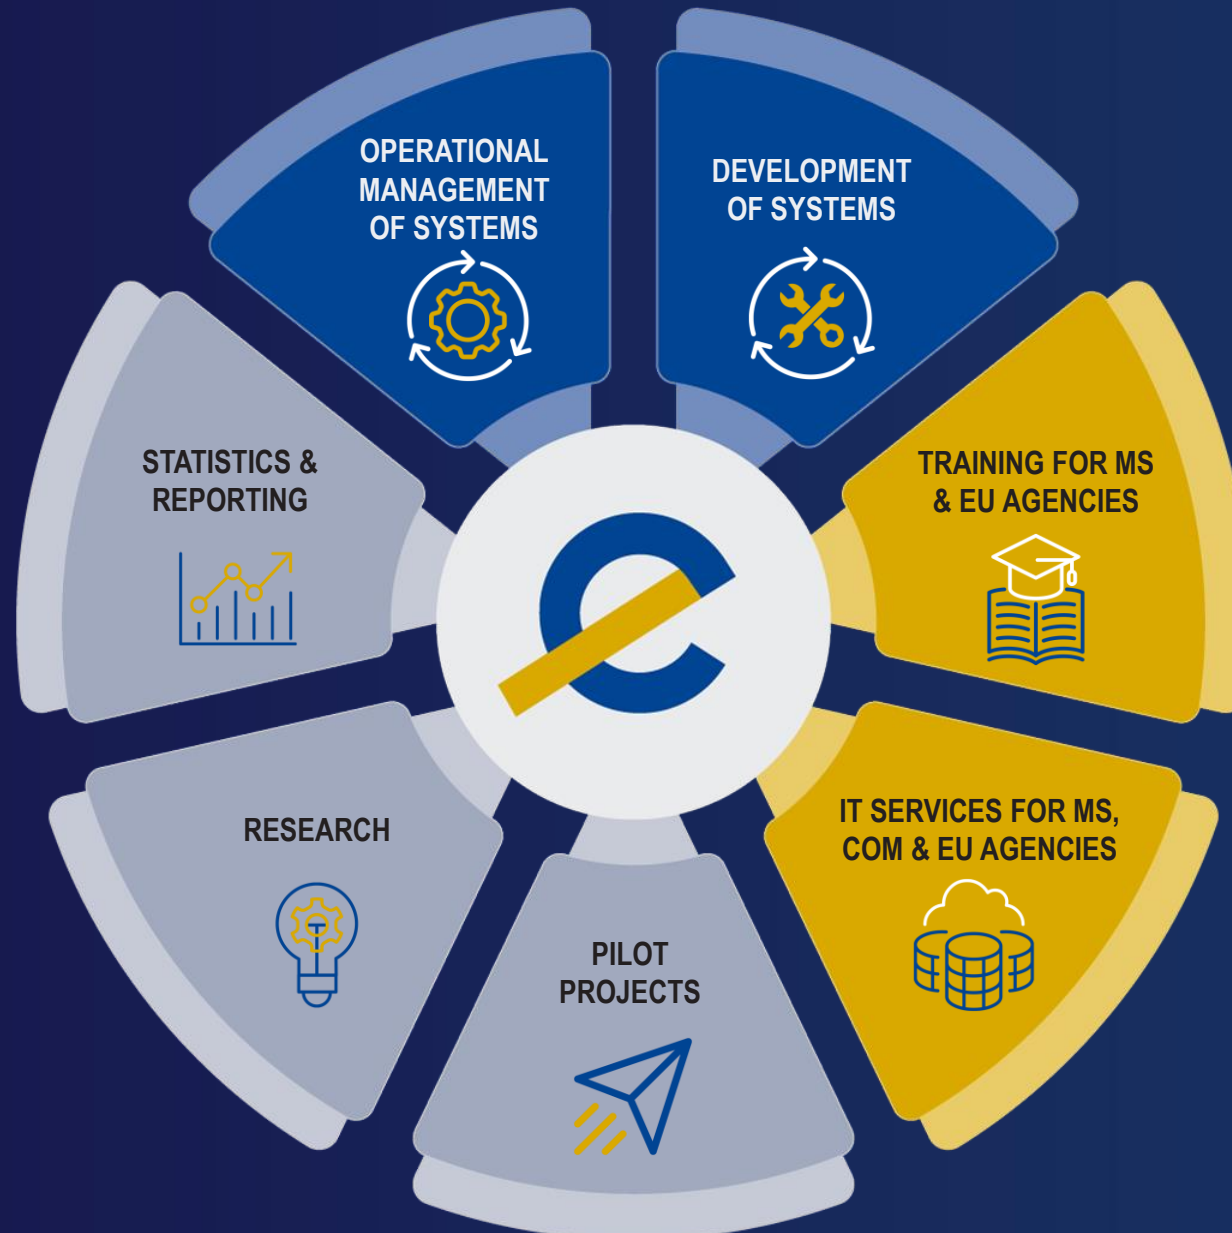 OPERATIONAL
MANAGEMENT
OF SYSTEMS
DEVELOPMENT
OF SYSTEMS
TRAINING FOR MS
& EU AGENCIES
IT SERVICES FOR MS,
COM & EU AGENCIES
PILOT
PROJECTS
RESEARCH
STATISTICS &
REPORTING